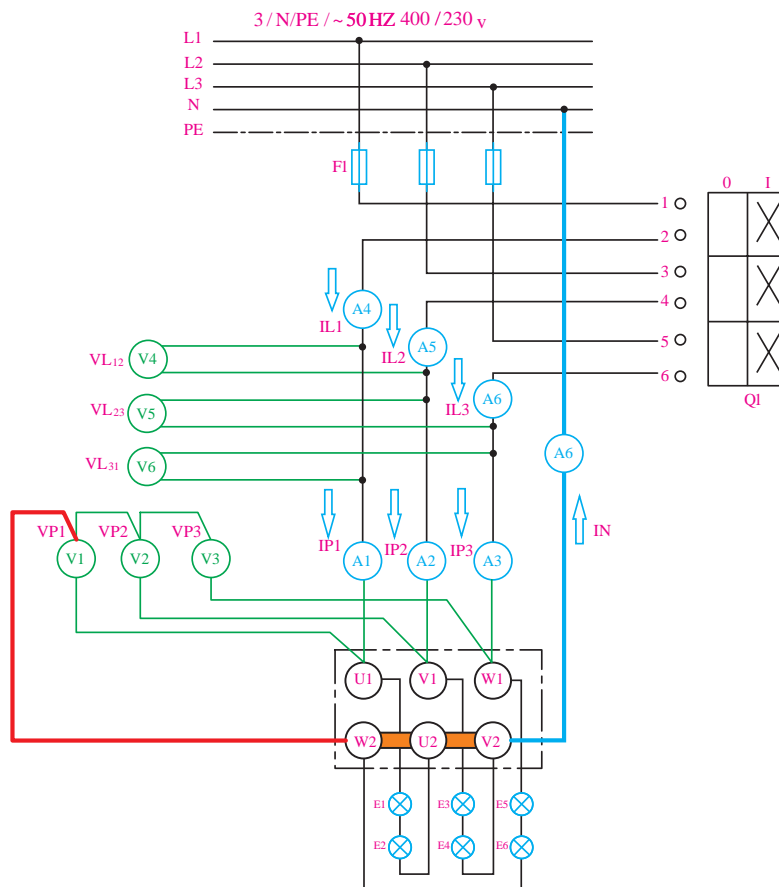 3 / N/PE / ~ 50 HZ 400 / 230 v
L1
L2
L3
N
PE
F1
0 I
1
2
3
4
5
6
Q1
A4
IL1
A5
IL2
A6
IL3
VL12 V4
VL23 V5
VL31 V6
A6
IN
VP1 VP2 VP3
V1 V2 V3
IP1 IP2 IP3
A1 A2 A3
U1 V1 W1
W2 U2 V2
E1 E3 E5
E2 E4 E6